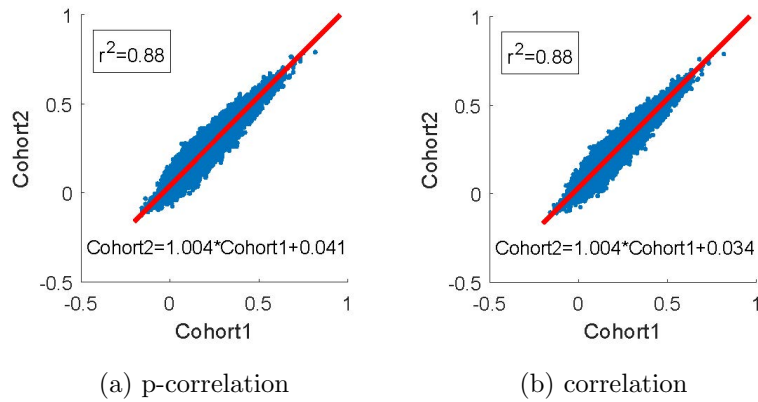 1
r²=0.88
0.5
Cohort2
0
Cohort2=1.004*Cohort1+0.041
-0.5
0
0.5
1
Cohort1
(a) p-correlation
1
r²=0.88
0.5
Cohort2
0
Cohort2=1.004*Cohort1+0.034
-0.5
-0.5
0
0.5
1
Cohort1
(b) correlation